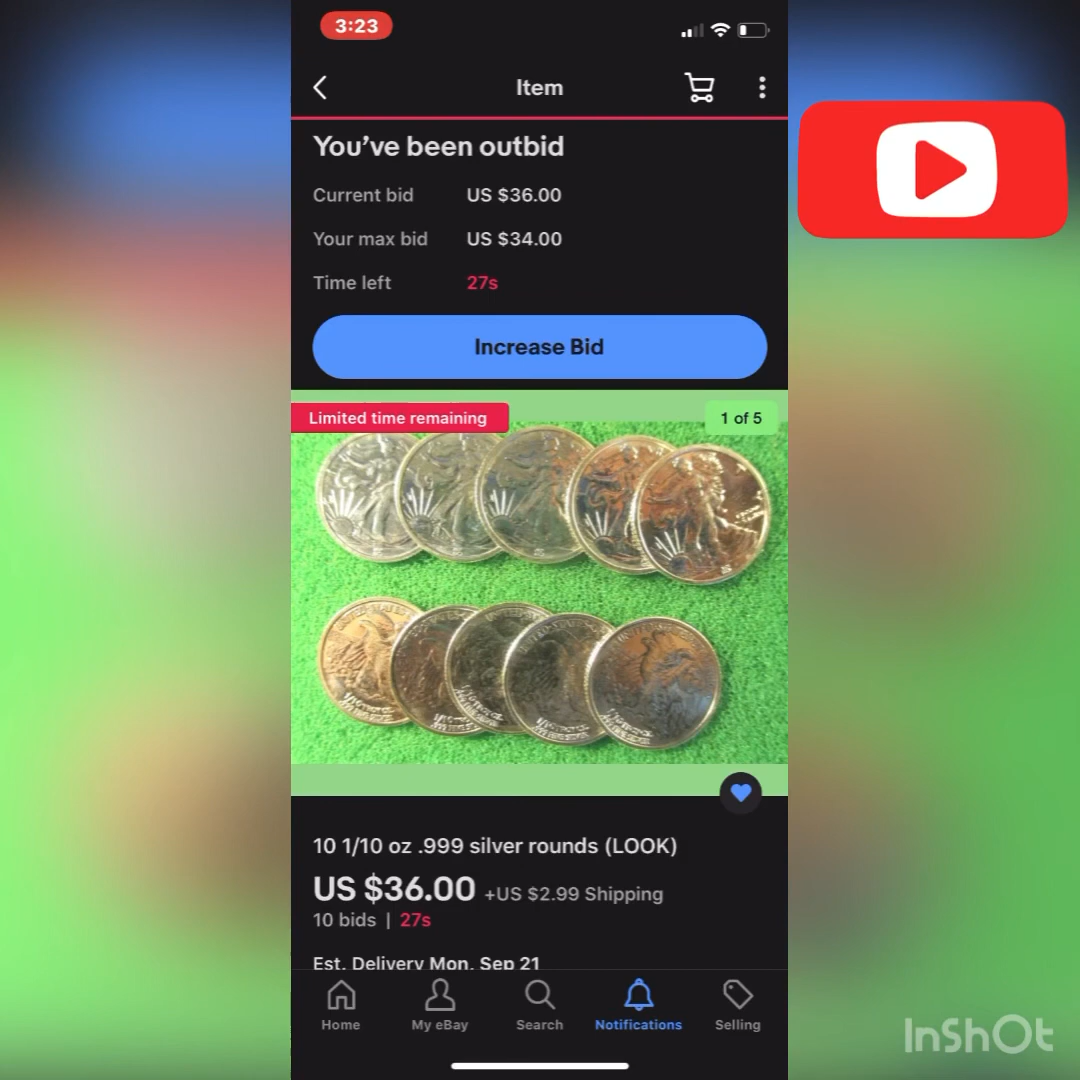 3:23
Item
You've been outbid
Current bid US $36.00
Your max bid US $34.00
Time left 27s
Increase Bid
Limited time remaining
1 of 5
10 1/10 oz .999 silver rounds (LOOK)
US $36.00 +US $2.99 Shipping
10 bids | 27s
Est. Delivery Mon, Sep 21
Home My eBay Search Notifications Selling
InShOt